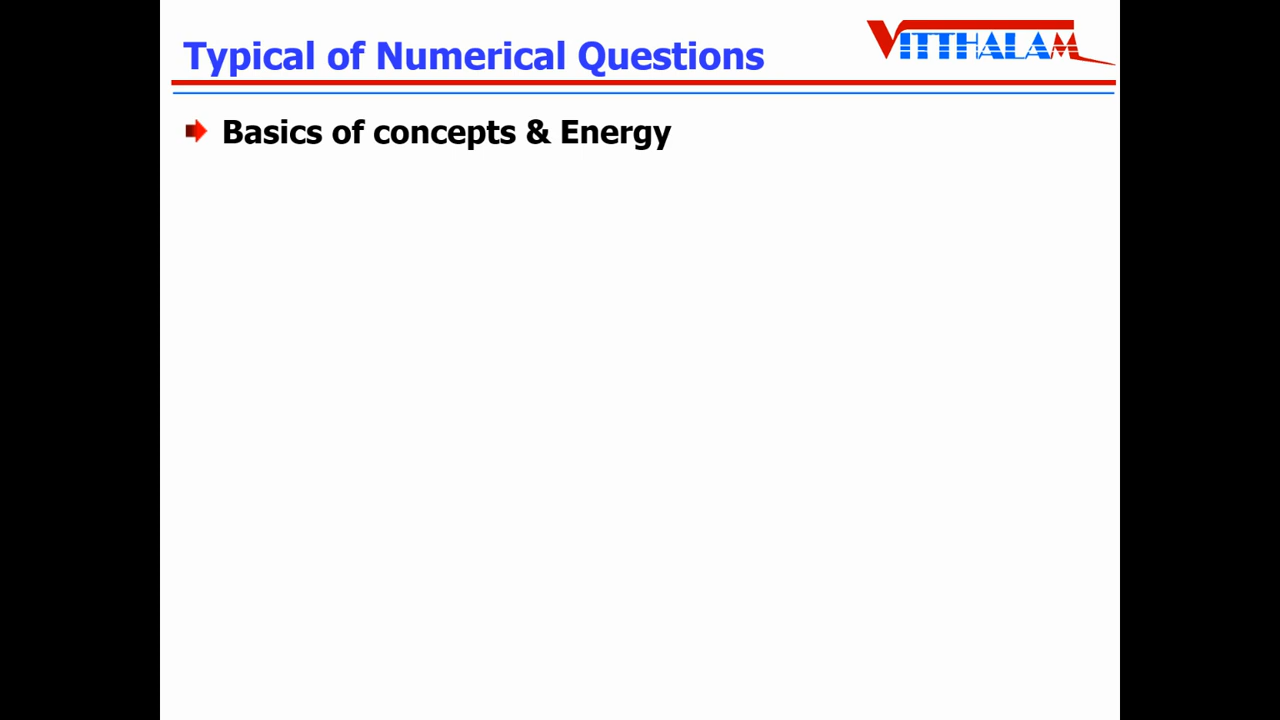 Typical of Numerical Questions
VITTHALAM
Basics of concepts & Energy